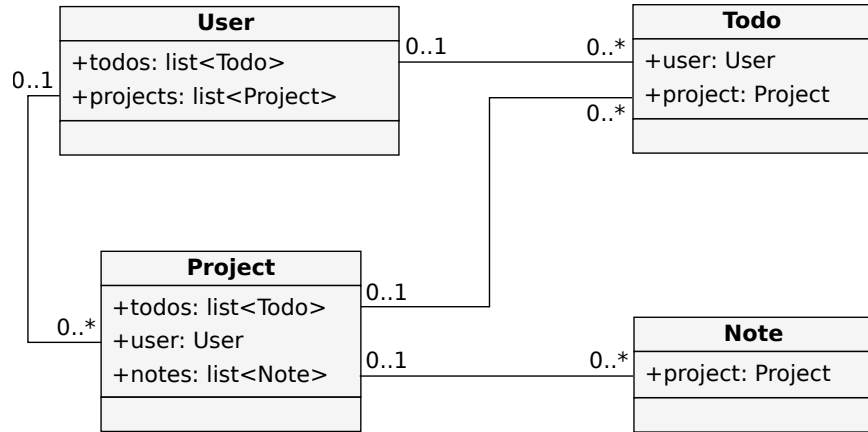 User
+todos: list<Todo>
+projects: list<Project>
0..1
0..1
0..*
Todo
+user: User
+project: Project
0..*
Project
+todos: list<Todo>
+user: User
+notes: list<Note>
0..*
0..1
0..1
0..*
Note
+project: Project